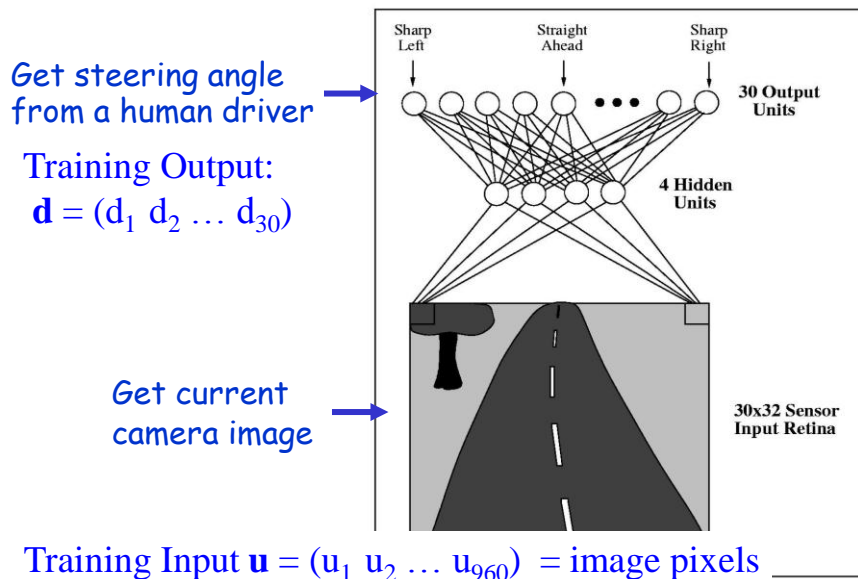 Sharp Left
Straight Ahead
Sharp Right
Get steering angle
from a human driver
30 Output
Units
Training Output:
d = (d₁ d₂ … d₃₀)
4 Hidden
Units
Get current
camera image
30x32 Sensor
Input Retina
Training Input u = (u₁ u₂ … u₉₆₀) = image pixels